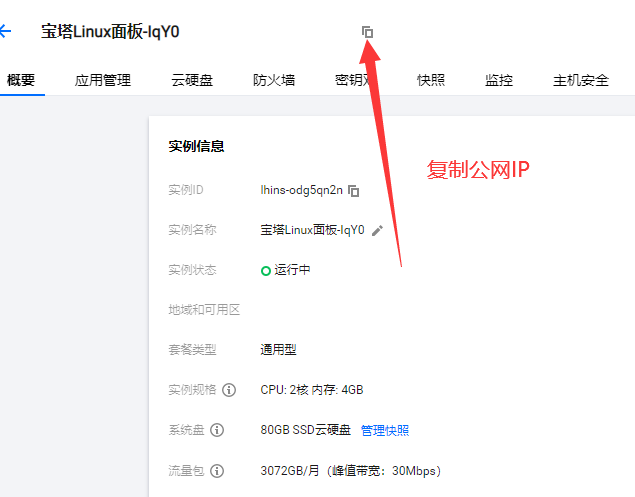 宝塔Linux面板-IqY0
概要 应用管理 云硬盘 防火墙 密钥对 快照 监控 主机安全
实例信息
复制公网IP
实例ID lhins-odg5qn2n
实例名称 宝塔Linux面板-IqY0
实例状态 运行中
地域和可用区
套餐类型 通用型
实例规格 CPU: 2核 内存: 4GB
系统盘 80GB SSD云硬盘 管理快照
流量包 3072GB/月（峰值带宽：30Mbps）